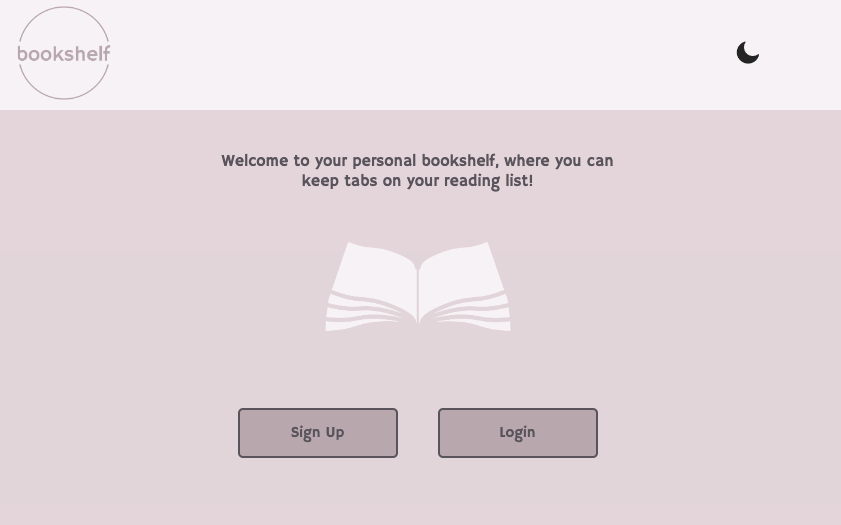 bookshelf
Welcome to your personal bookshelf, where you can
keep tabs on your reading list!
Sign Up
Login